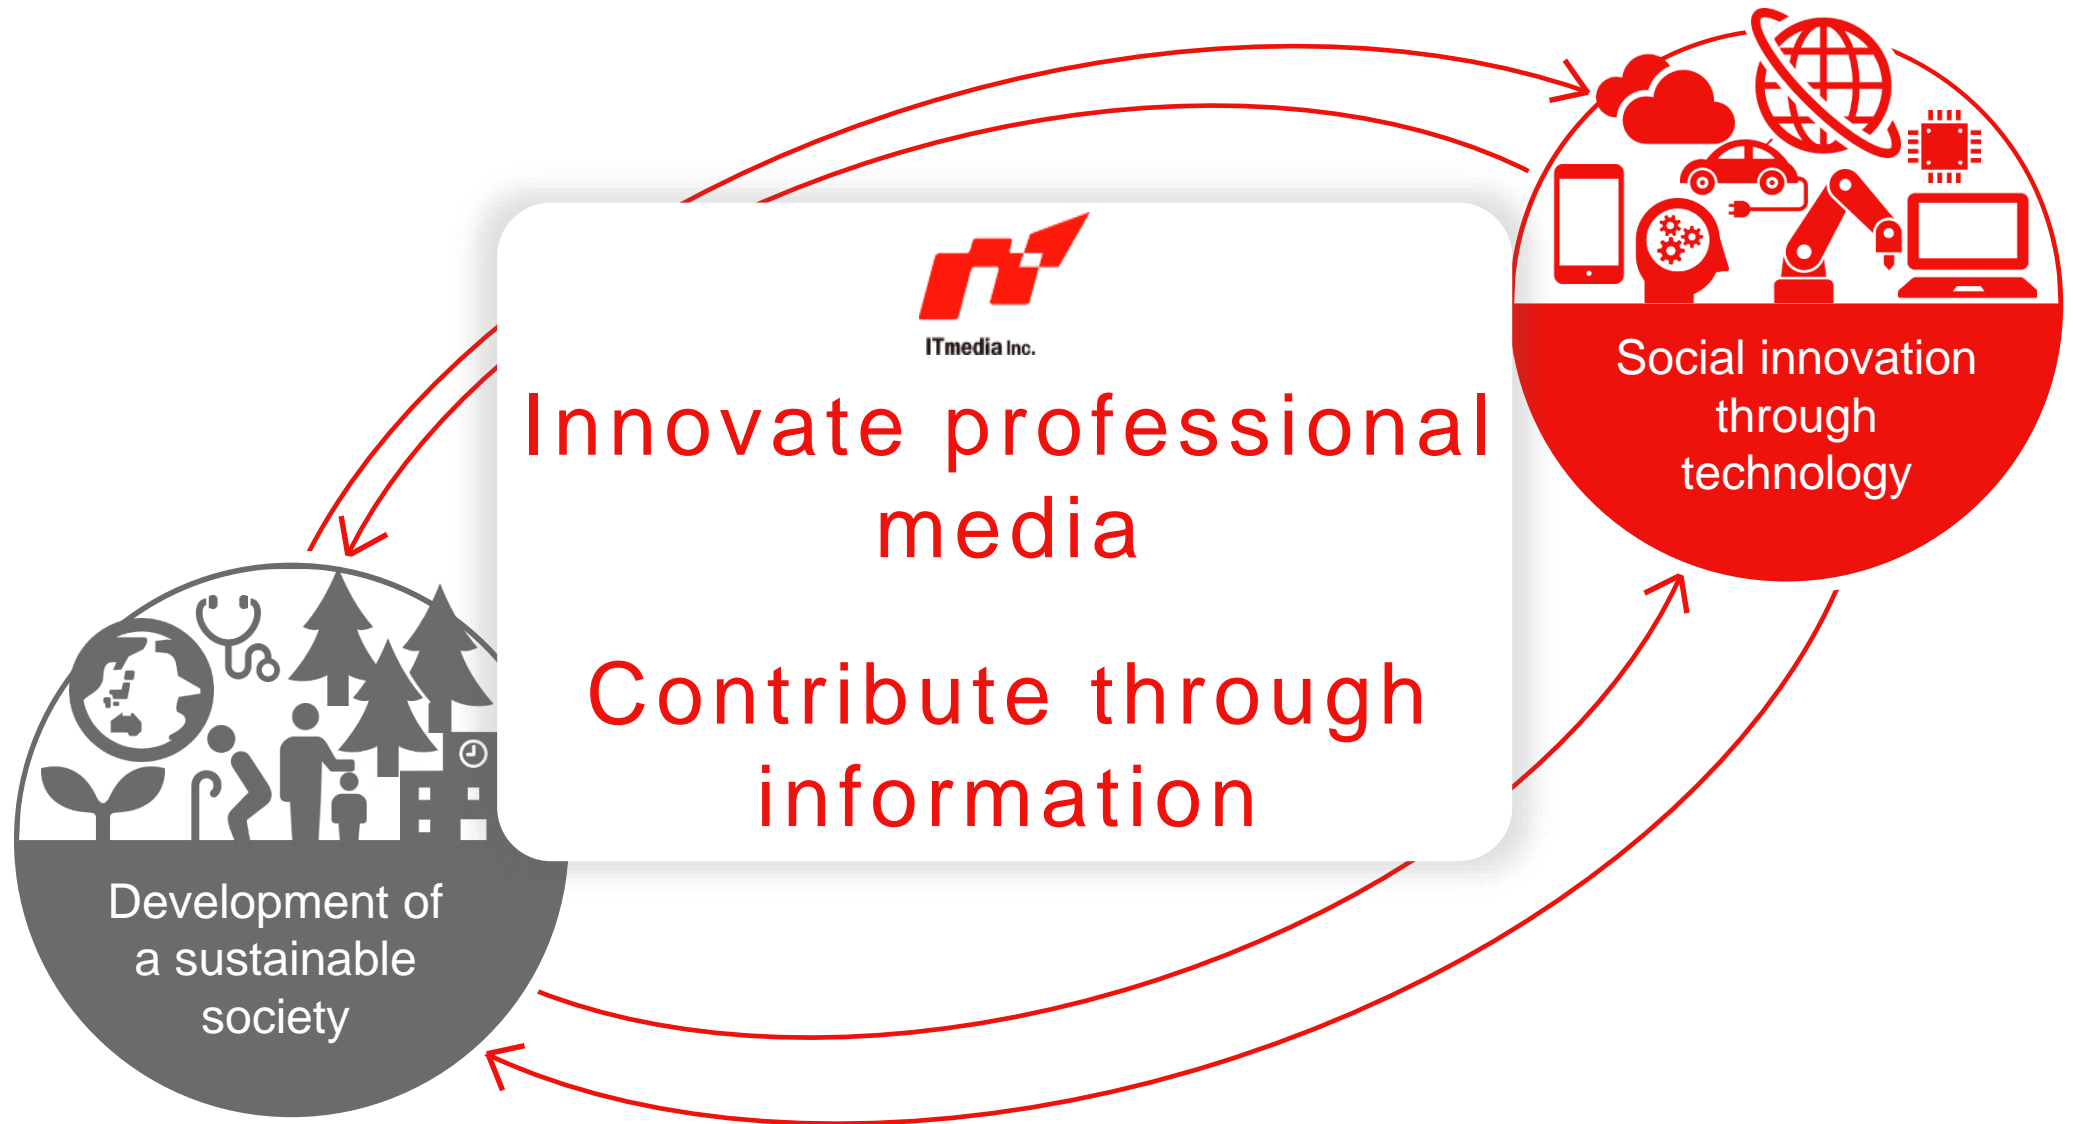 ITmedia Inc.
Innovate professional
media
Contribute through
information
Social innovation
through
technology
Development of
a sustainable
society